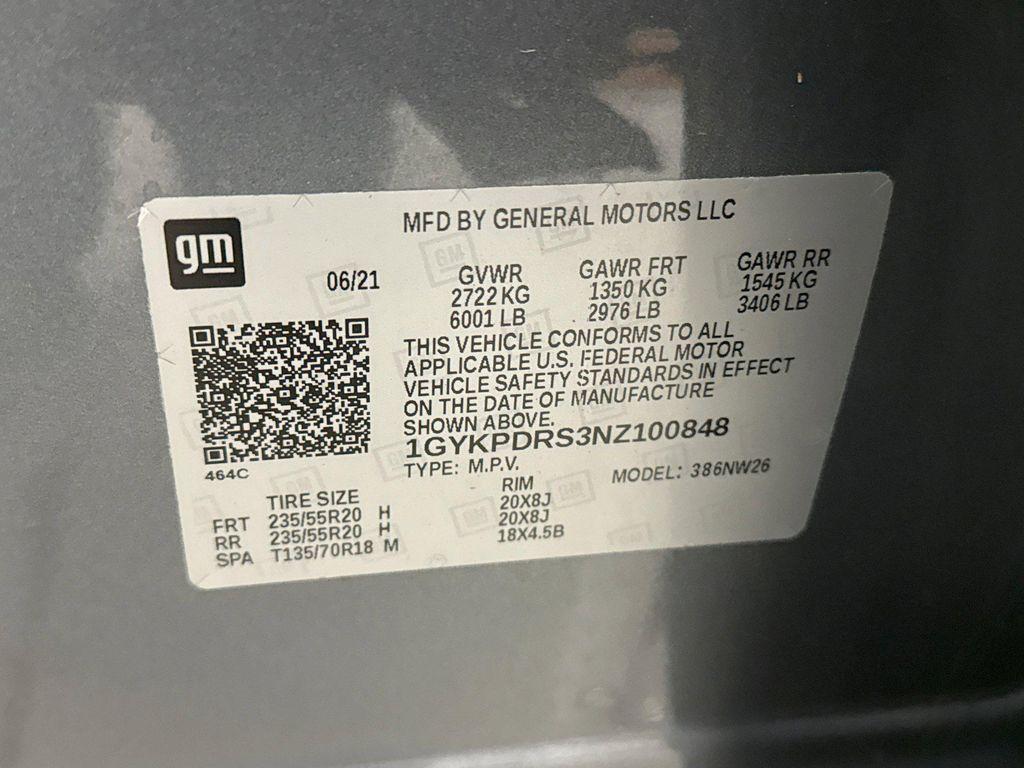 gm
MFD BY GENERAL MOTORS LLC
06/21
GVWR GAWR FRT GAWR RR
2722 KG 1350 KG 1545 KG
6001 LB 2976 LB 3406 LB
THIS VEHICLE CONFORMS TO ALL
APPLICABLE U.S. FEDERAL MOTOR
VEHICLE SAFETY STANDARDS IN EFFECT
ON THE DATE OF MANUFACTURE
SHOWN ABOVE.
1GYKPDRS3NZ100848
464C
TYPE: M.P.V. MODEL: 386NW26
TIRE SIZE RIM
FRT 235/55R20 H 20X8J
RR 235/55R20 H 20X8J
SPA T135/70R18 M 18X4.5B